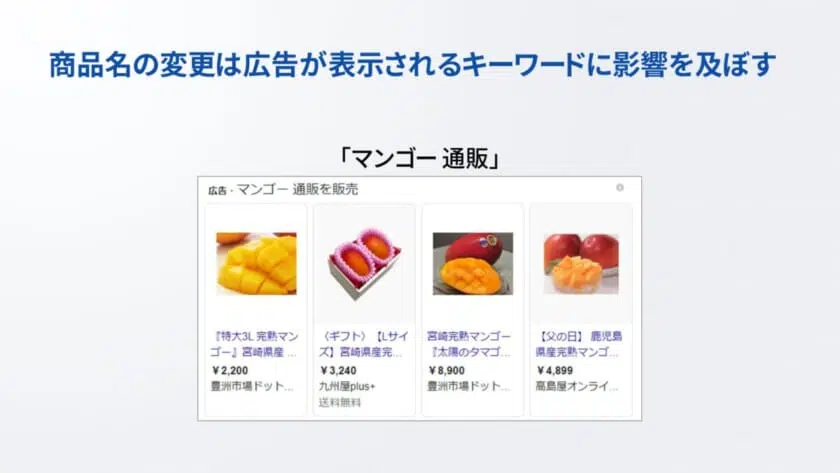 商品名の変更は広告が表示されるキーワードに影響を及ぼす
「マンゴー 通販」
広告・マンゴー 通販を販売
『特大3L 完熟マン
ゴー』宮崎県産 ...
¥2,200
豊洲市場ドット...
〈ギフト〉【Lサイ
ズ】宮崎県産完...
¥3,240
九州屋plus+
送料無料
宮崎完熟マンゴー
『太陽のタマゴ...
¥8,900
豊洲市場ドット...
【父の日】 鹿児島
県産完熟マンゴ...
¥4,899
高島屋オンライ...